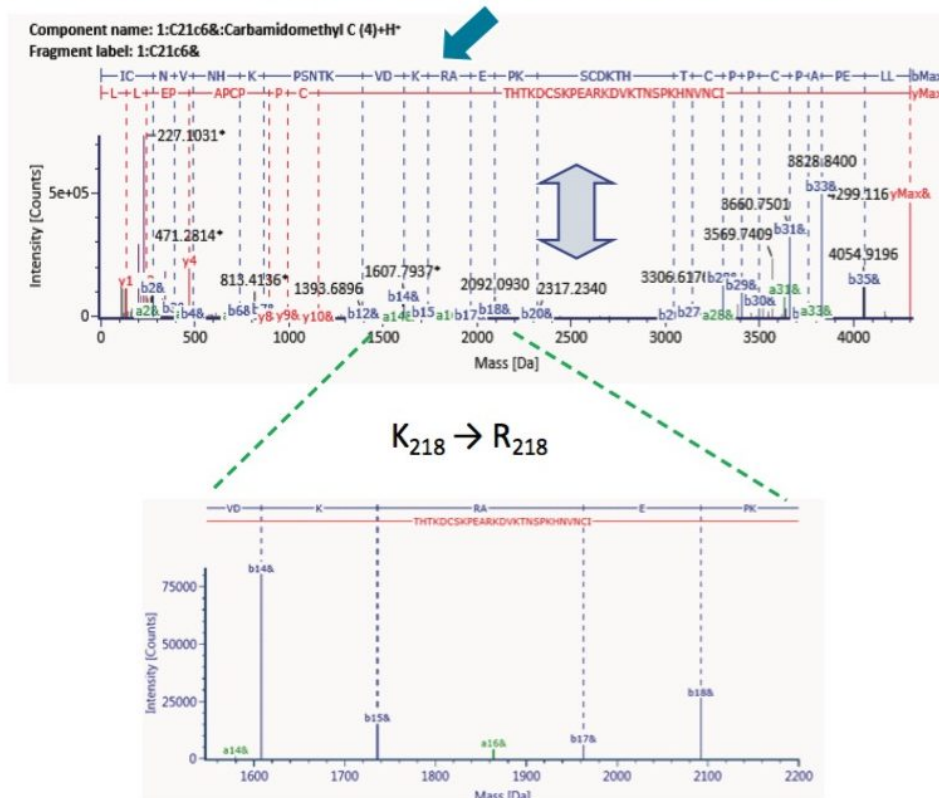 Component name: 1:C21c6&:Carbamidomethyl C (4)+H⁺
Fragment label: 1:C21c6&
IC N V NH K PSNTK VD K RA E PK SCDKTH T C P P C P A PE LL bMax
L L EP APCP P C THTKDCSKPEARKDVKTNSPKHNVNCI yMax
227.1031*
3828.8400
5e+05
b33&
4299.116 yMax&
3660.7501
471.2814*
b31&
3569.7409
y4
4054.9196
813.4136*
1607.7937*
1393.6896
2092.0930
2317.2340
3306.6176
y1
b2&
b14&
b29&
a31&
b35&
b30&
0
a2&
b4&
b6&
y8
y9&
y10&
b12&
b15
b17
b18&
b20&
b27
a28&
a33&
Intensity [Counts]
0 500 1000 1500 2000 2500 3000 3500 4000
Mass [Da]
K₂₁₈ → R₂₁₈
VD K RA E PK
THTKDCSKPEARKDVKTNSPKHNVNCI
b14&
75000
50000
25000
b18&
b15&
a14&
a16&
b17&
0
Intensity [Counts]
1600 1700 1800 1900 2000 2100 2200
Mass [Da]